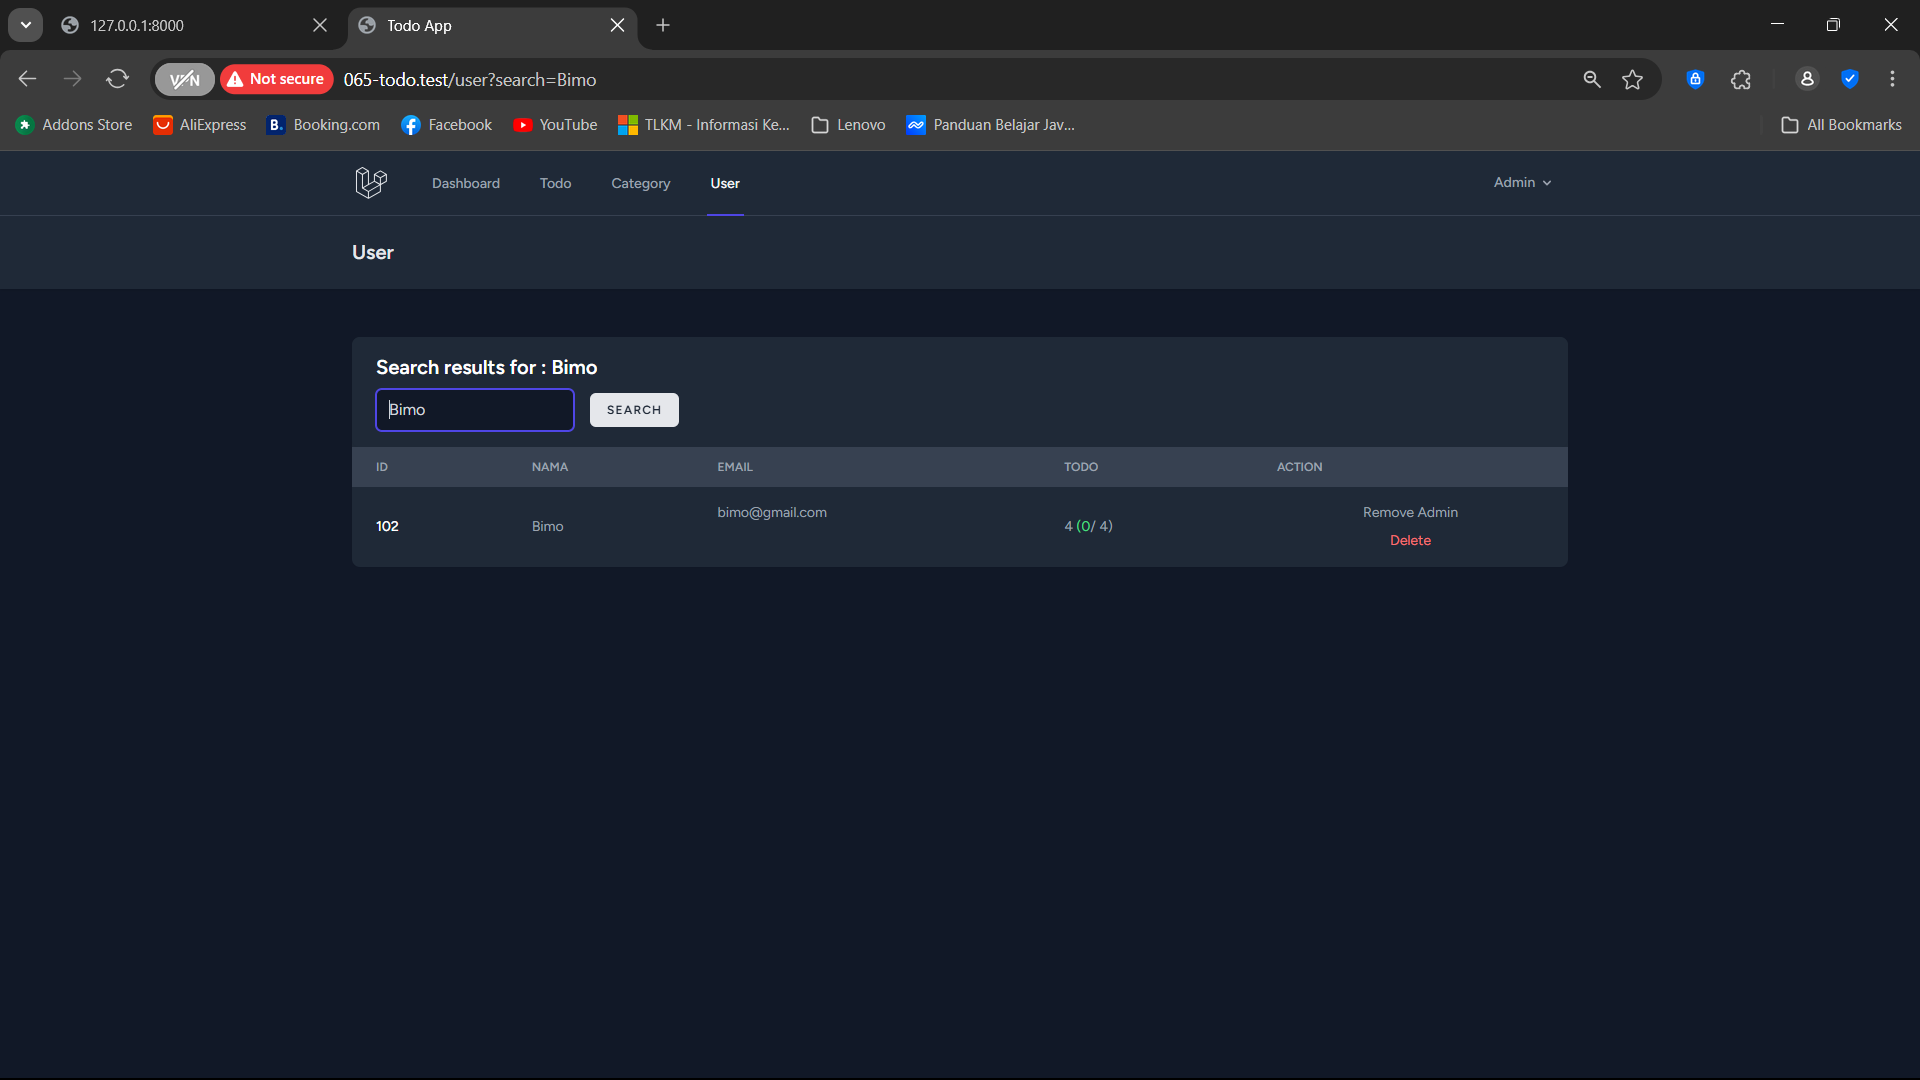 127.0.0.1:8000
Todo App
VPN
Not secure
065-todo.test/user?search=Bimo
Addons Store
AliExpress
B. Booking.com
Facebook
YouTube
TLKM - Informasi Ke...
Lenovo
Panduan Belajar Jav...
All Bookmarks
Dashboard
Todo
Category
User
Admin
User
Search results for : Bimo
Bimo
SEARCH
ID NAMA EMAIL TODO ACTION
102 Bimo bimo@gmail.com 4 (0/ 4) Remove Admin
Delete